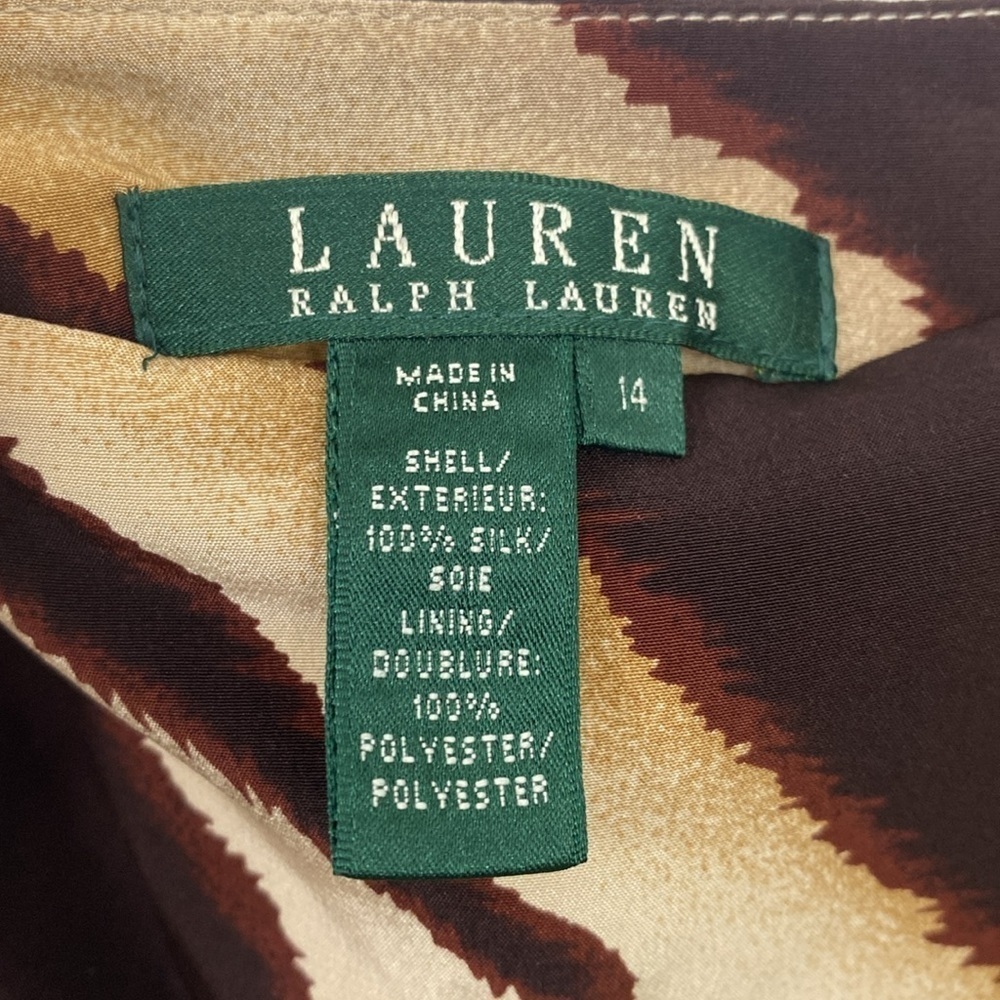 LAUREN
RALPH LAUREN
MADE IN
CHINA
14
SHELL/
EXTERIEUR:
100% SILK/
SOIE
LINING/
DOUBLURE:
100%
POLYESTER/
POLYESTER